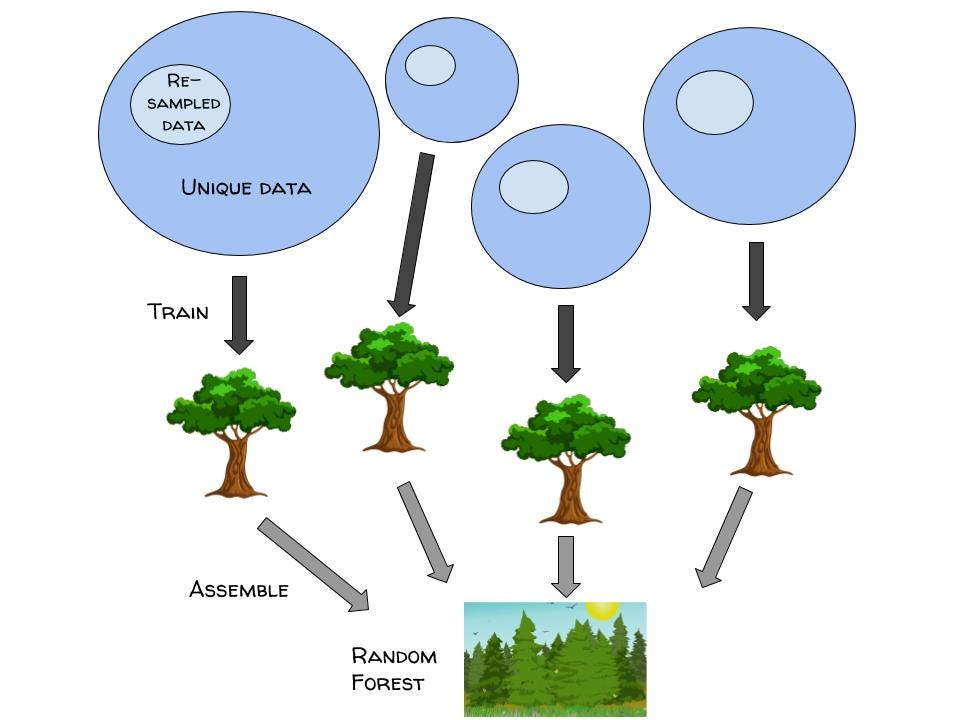 Re-
sampled
data
Unique data
Train
Assemble
Random
Forest